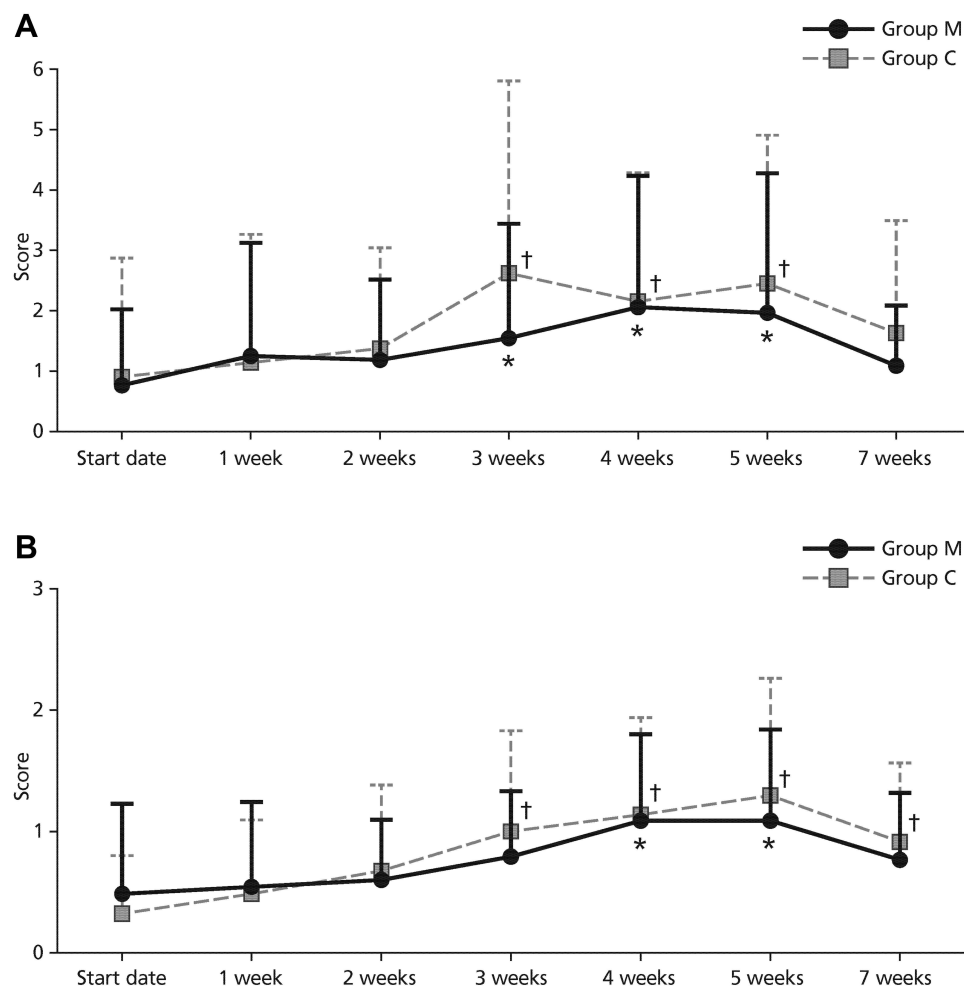 A
Group M
Group C
6
5
4
3
2
1
0
Score
†
†
†
*
*
*
Start date
1 week
2 weeks
3 weeks
4 weeks
5 weeks
7 weeks
B
Group M
Group C
3
2
1
0
Score
†
†
†
†
*
*
Start date
1 week
2 weeks
3 weeks
4 weeks
5 weeks
7 weeks